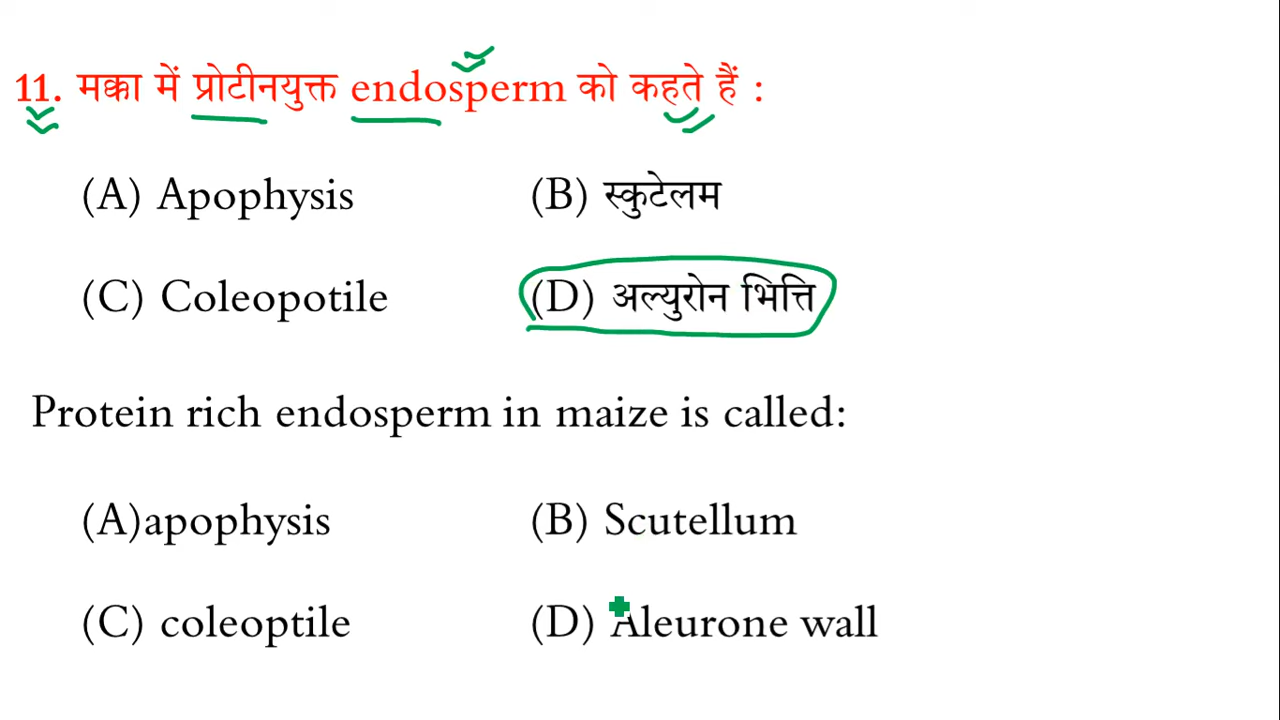 11. मक्का में प्रोटीनयुक्त endosperm को कहते हैं :
(A) Apophysis (B) स्कुटेलम
(C) Coleopotile (D) अल्युरोन भित्ति
Protein rich endosperm in maize is called:
(A)apophysis (B) Scutellum
(C) coleoptile (D) Aleurone wall